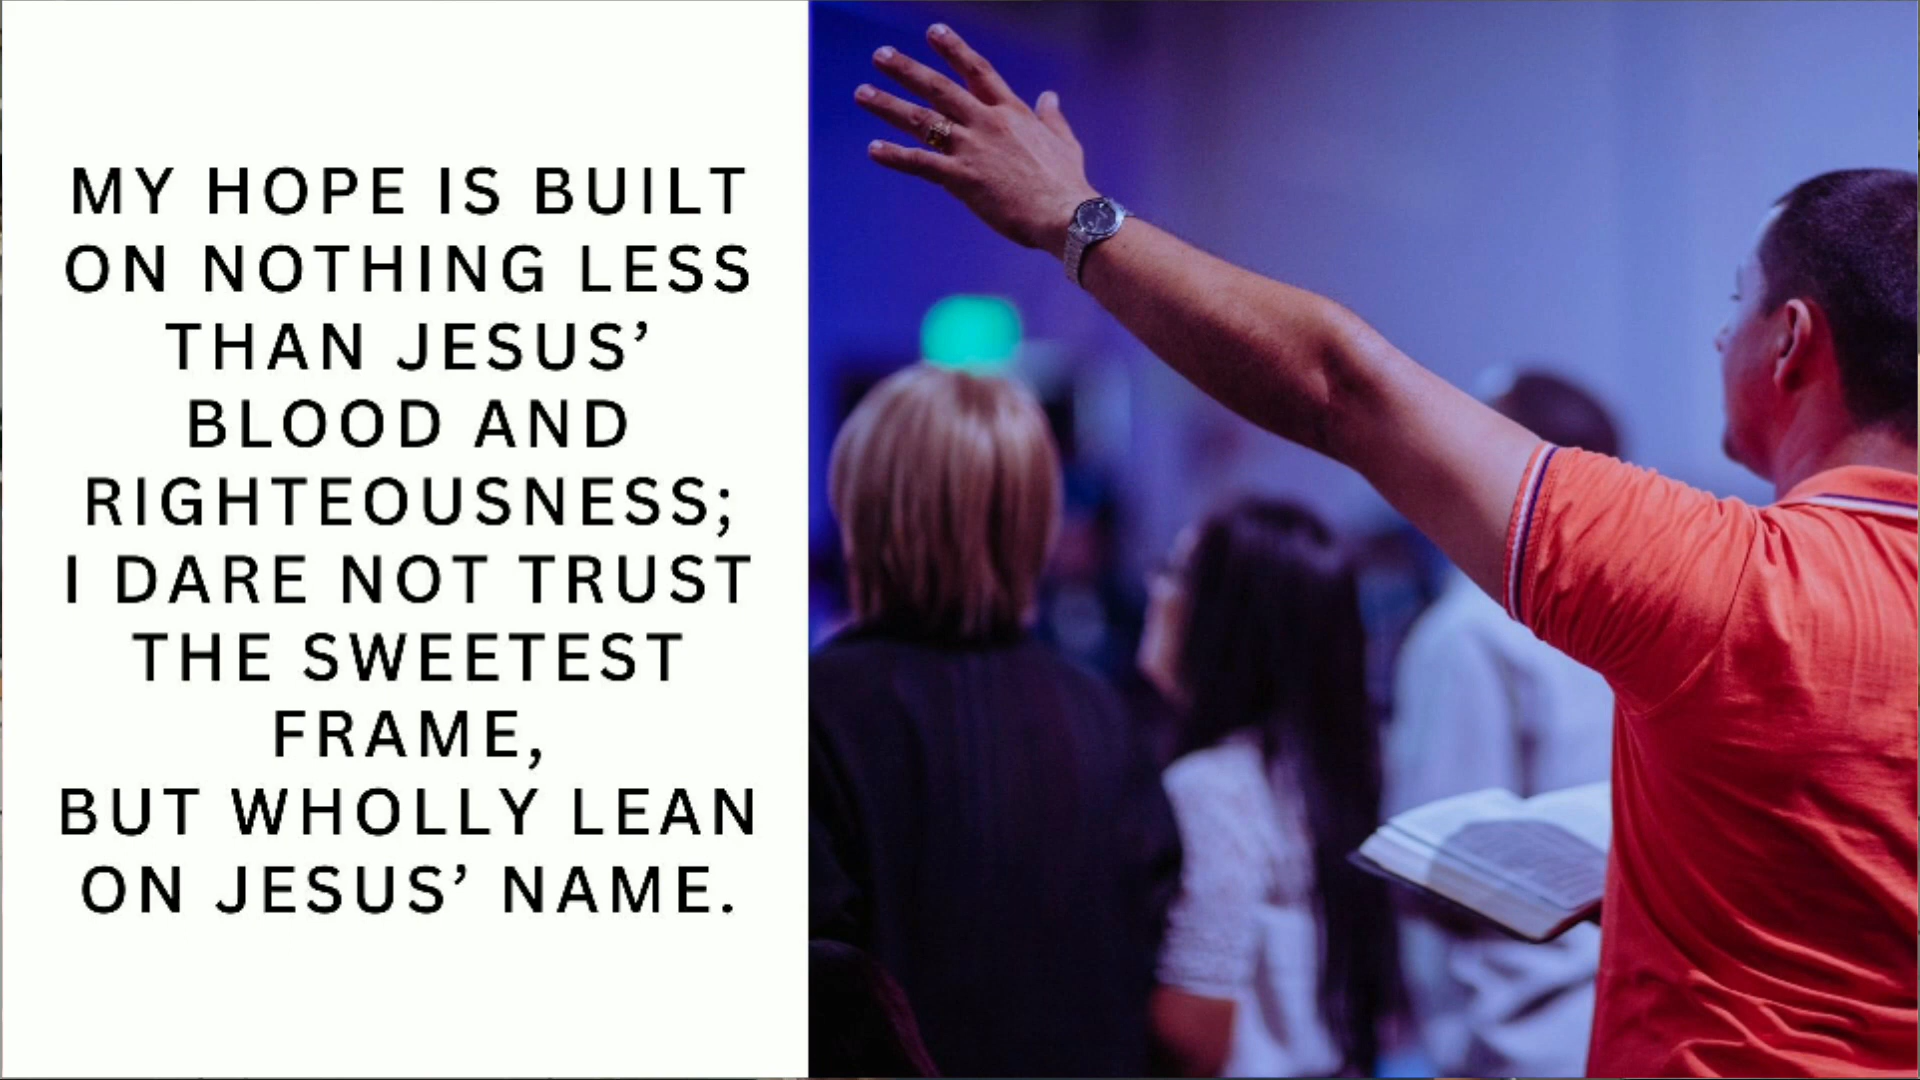 MY HOPE IS BUILT
ON NOTHING LESS
THAN JESUS’
BLOOD AND
RIGHTEOUSNESS;
I DARE NOT TRUST
THE SWEETEST
FRAME,
BUT WHOLLY LEAN
ON JESUS’ NAME.